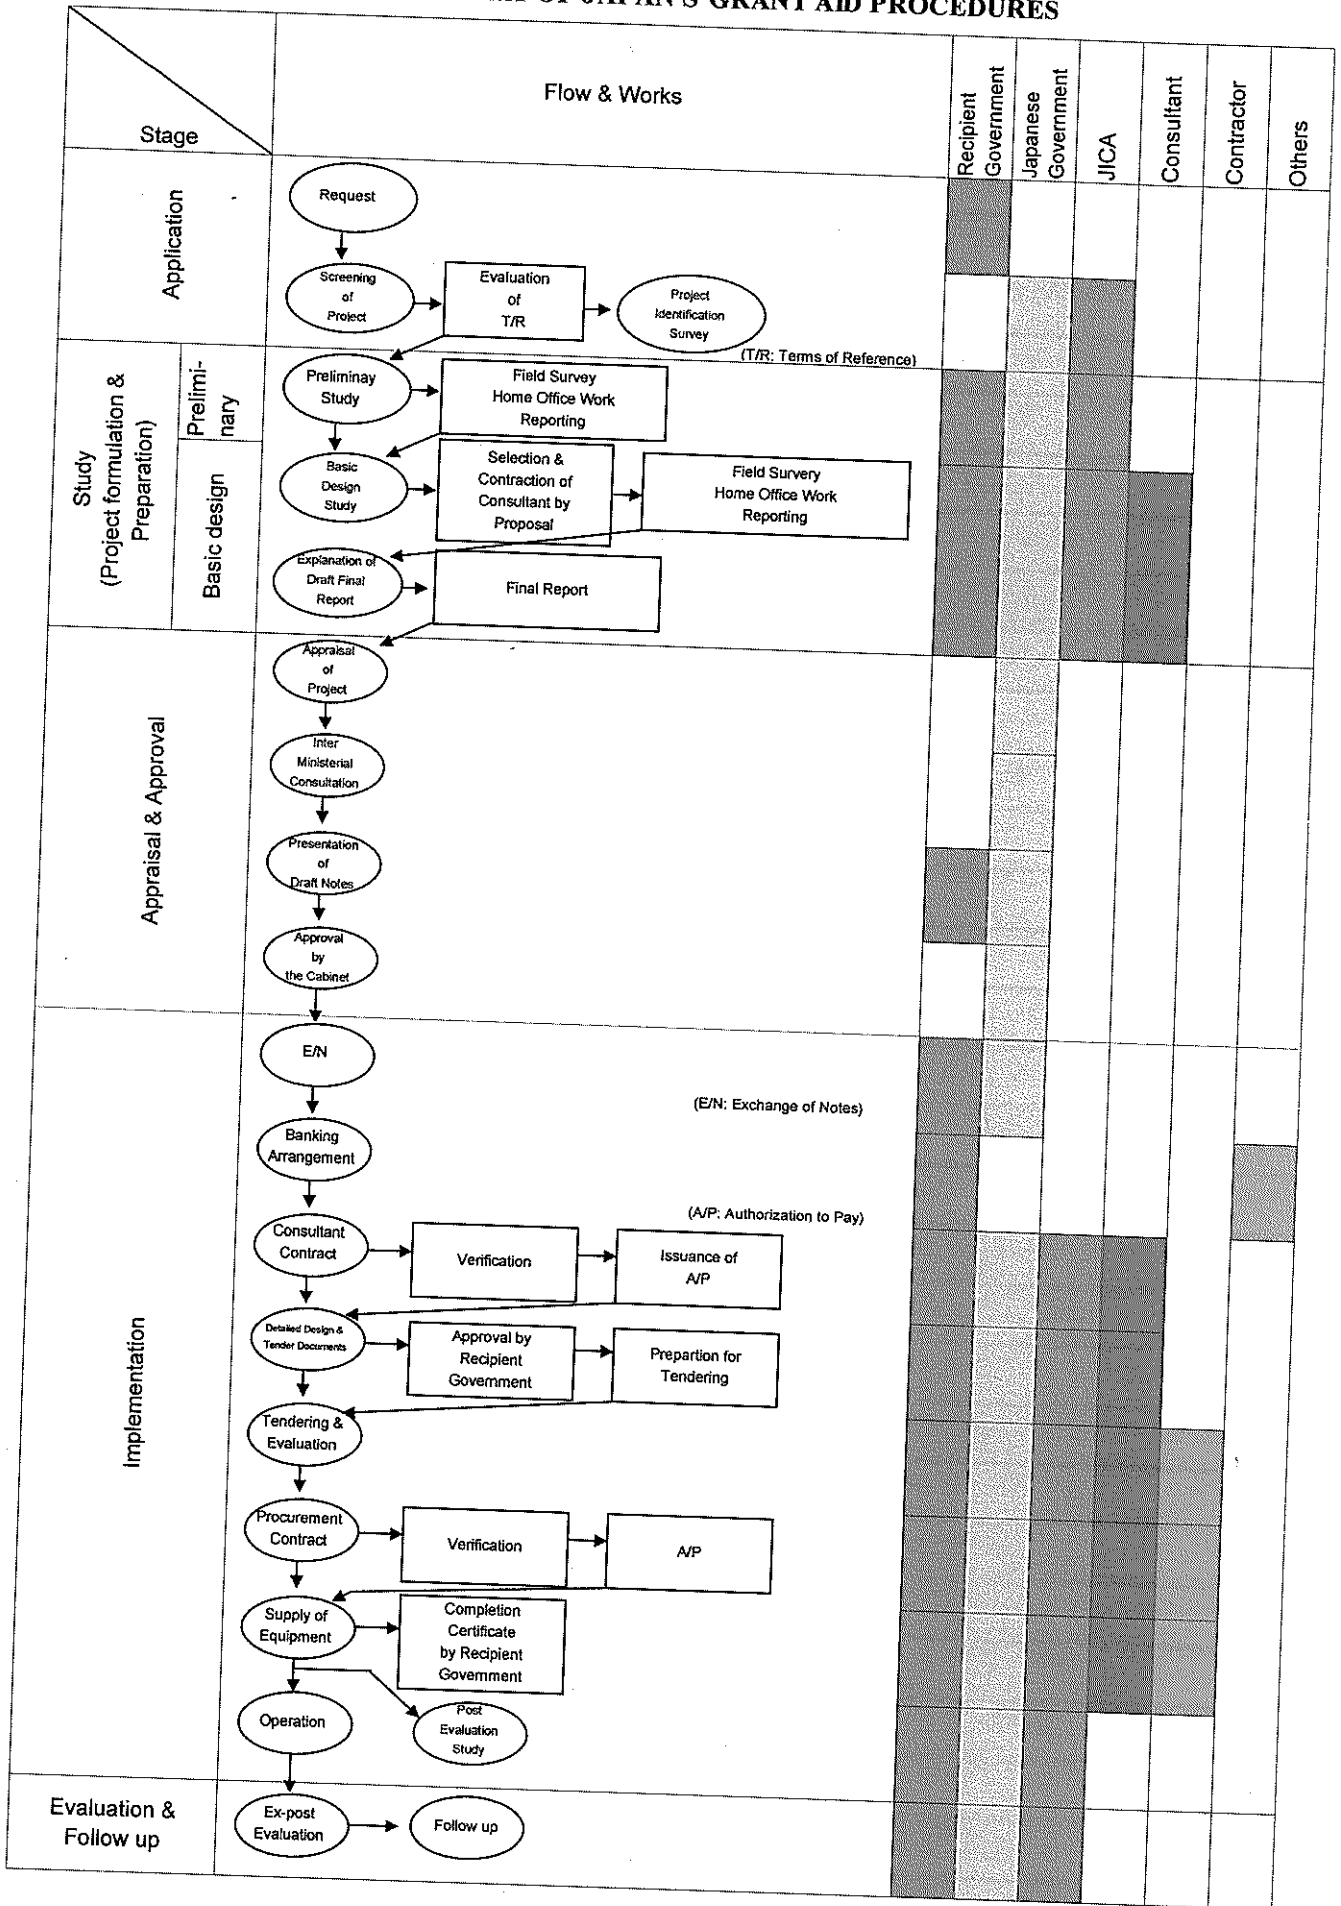 OF JAPAN'S GRANT AID PROCEDURES
Stage
Flow & Works
Recipient
Government
Japanese
Government
JICA
Consultant
Contractor
Others
Application
Request
Screening
of
Project
Evaluation
of
T/R
Project
Identification
Survey
(T/R: Terms of Reference)
Study
(Project formulation &
Preparation)
Prelimi-
nary
Preliminay
Study
Field Survey
Home Office Work
Reporting
Basic design
Basic
Design
Study
Selection &
Contraction of
Consultant by
Proposal
Field Survery
Home Office Work
Reporting
Explanation of
Draft Final
Report
Final Report
Appraisal & Approval
Appraisal
of
Project
Inter
Ministerial
Consultation
Presentation
of
Draft Notes
Approval
by
the Cabinet
Implementation
E/N
(E/N: Exchange of Notes)
Banking
Arrangement
(A/P: Authorization to Pay)
Consultant
Contract
Verification
Issuance of
A/P
Detailed Design &
Tender Documents
Approval by
Recipient
Government
Prepartion for
Tendering
Tendering &
Evaluation
Procurement
Contract
Verification
A/P
Supply of
Equipment
Completion
Certificate
by Recipient
Government
Operation
Post
Evaluation
Study
Evaluation &
Follow up
Ex-post
Evaluation
Follow up